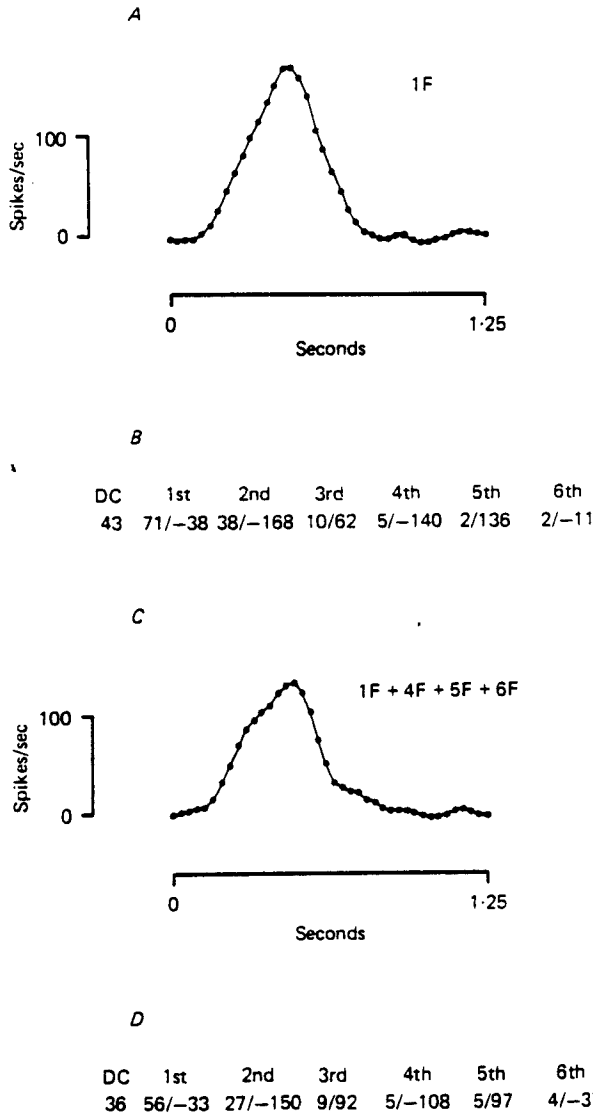 A
1F
100
Spikes/sec
0
0 1·25
Seconds
B
DC 1st 2nd 3rd 4th 5th 6th
43 71/−38 38/−168 10/62 5/−140 2/136 2/−11
C
1F + 4F + 5F + 6F
100
Spikes/sec
0
0 1·25
Seconds
D
DC 1st 2nd 3rd 4th 5th 6th
36 56/−33 27/−150 9/92 5/−108 5/97